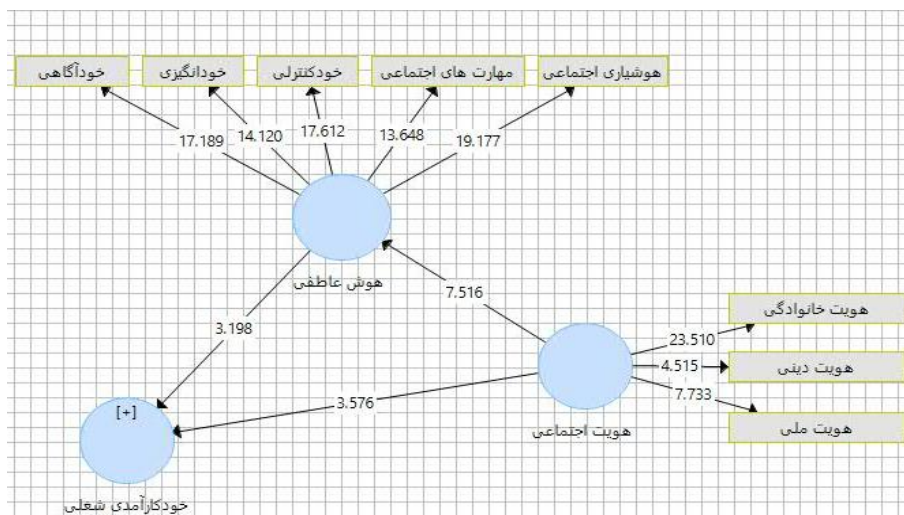 هوشیاری اجتماعی
مهارت های اجتماعی
خودکنترلی
خودانگیزی
خودآگاهی
19.177
13.648
17.612
14.120
17.189
هوش عاطفی
7.516
هویت خانوادگی
23.510
3.198
هویت دینی
4.515
7.733
3.576
[+]
هویت ملی
هویت اجتماعی
خودکارآمدی شغلی